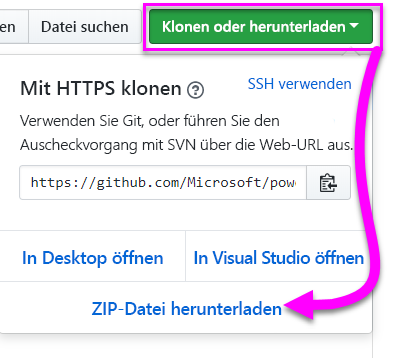 en Datei suchen Klonen oder herunterladen
Mit HTTPS klonen ? SSH verwenden
Verwenden Sie Git, oder führen Sie den
Auscheckvorgang mit SVN über die Web-URL aus.
https://github.com/Microsoft/powe
In Desktop öffnen In Visual Studio öffnen
ZIP-Datei herunterladen